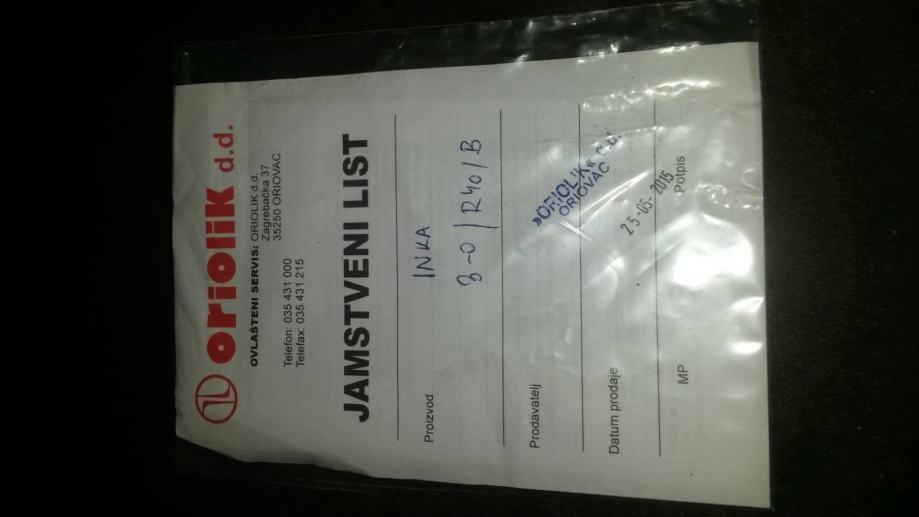 oriolik d.d.
OVLAŠTENI SERVIS: ORIOLIK d.d.
Zagrebačka 37
35250 ORIOVAC
Telefon: 035 431 000
Telefax: 035 431 215
JAMSTVENI LIST
Proizvod INKA
3-0/R40/B
Prodavatelj »ORIOLIK« d.d.
ORIOVAC
Datum prodaje 25-05-2015
MP Potpis